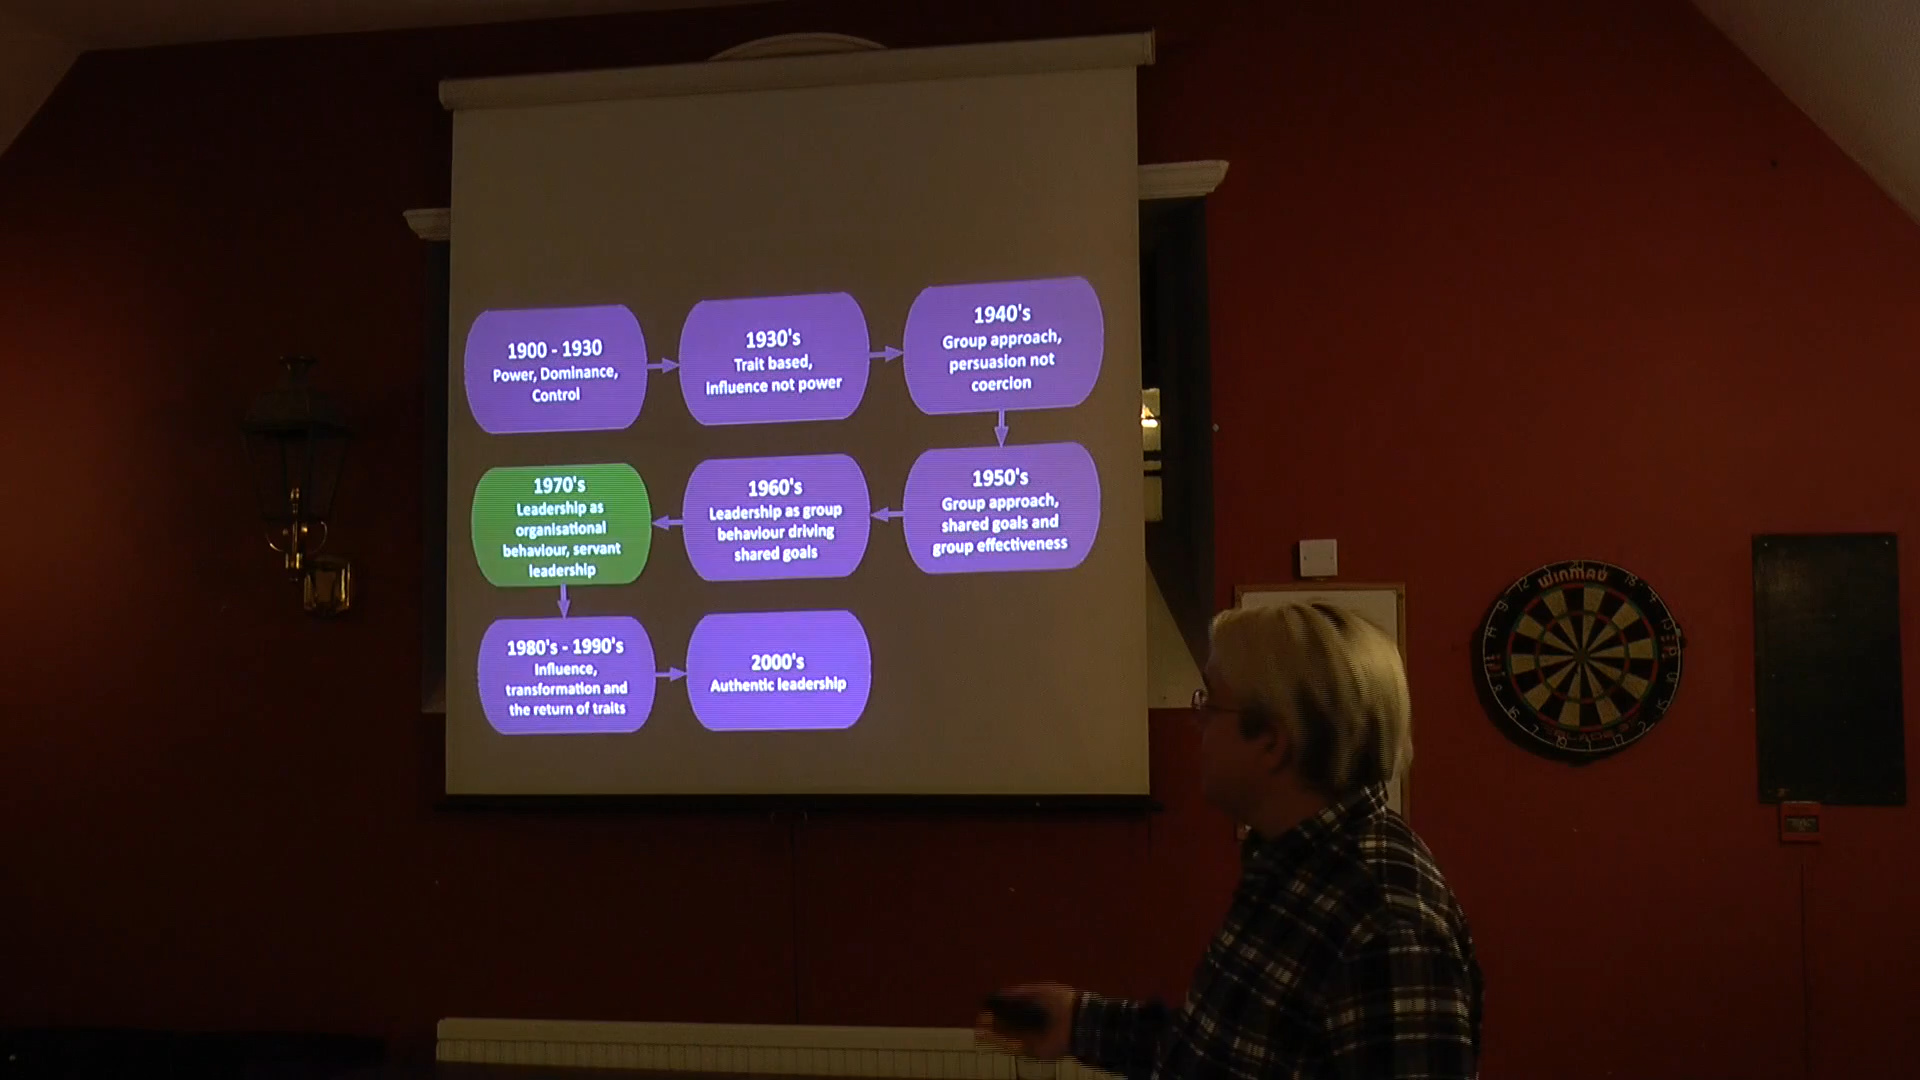 1900 - 1930
Power, Dominance,
Control
1930's
Trait based,
influence not power
1940's
Group approach,
persuasion not
coercion
1950's
Group approach,
shared goals and
group effectiveness
1960's
Leadership as group
behaviour driving
shared goals
1970's
Leadership as
organisational
behaviour, servant
leadership
1980's - 1990's
Influence,
transformation and
the return of traits
2000's
Authentic leadership
WINMAU